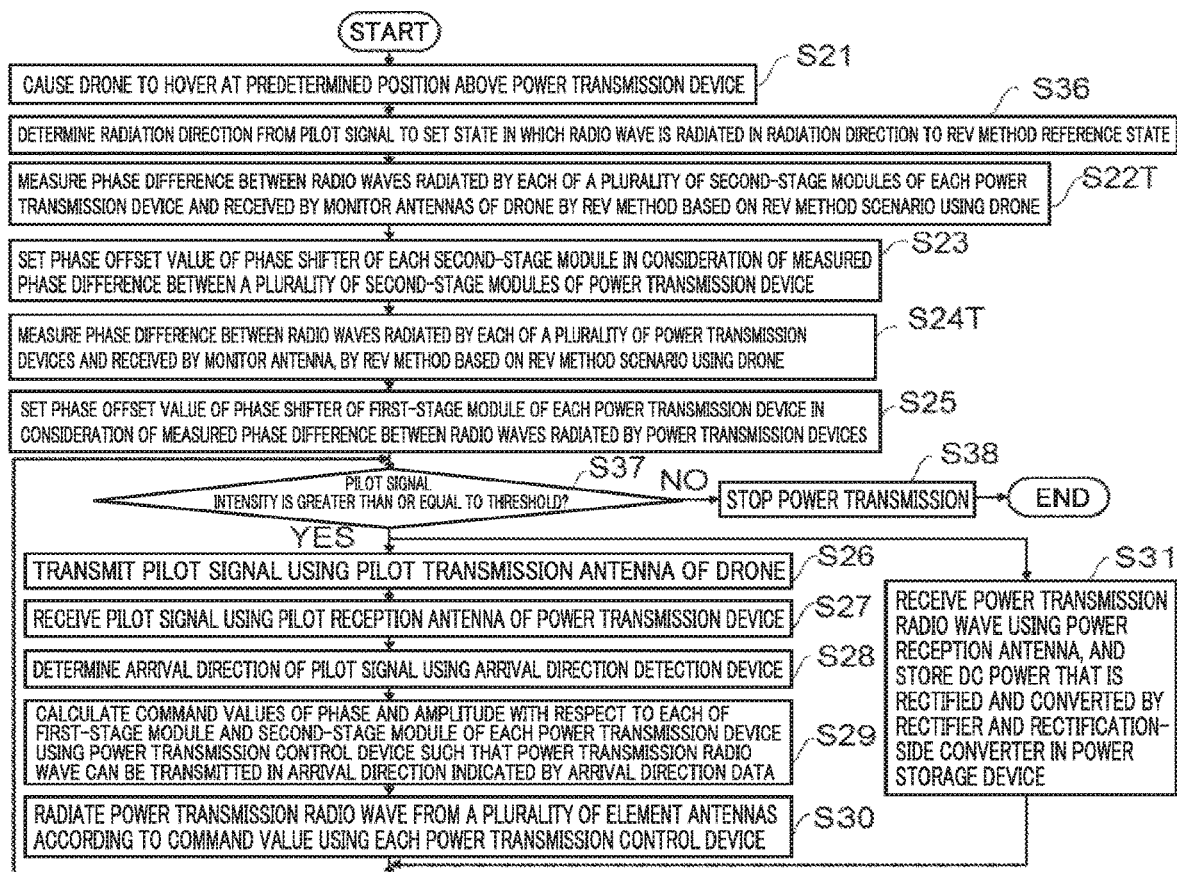 START
S21
CAUSE DRONE TO HOVER AT PREDETERMINED POSITION ABOVE POWER TRANSMISSION DEVICE
S36
DETERMINE RADIATION DIRECTION FROM PILOT SIGNAL TO SET STATE IN WHICH RADIO WAVE IS RADIATED IN RADIATION DIRECTION TO REV METHOD REFERENCE STATE
S22T
MEASURE PHASE DIFFERENCE BETWEEN RADIO WAVES RADIATED BY EACH OF A PLURALITY OF SECOND-STAGE MODULES OF EACH POWER
TRANSMISSION DEVICE AND RECEIVED BY MONITOR ANTENNAS OF DRONE BY REV METHOD BASED ON REV METHOD SCENARIO USING DRONE
S23
SET PHASE OFFSET VALUE OF PHASE SHIFTER OF EACH SECOND-STAGE MODULE IN CONSIDERATION OF MEASURED
PHASE DIFFERENCE BETWEEN A PLURALITY OF SECOND-STAGE MODULES OF POWER TRANSMISSION DEVICE
S24T
MEASURE PHASE DIFFERENCE BETWEEN RADIO WAVES RADIATED BY EACH OF A PLURALITY OF POWER TRANSMISSION
DEVICES AND RECEIVED BY MONITOR ANTENNA, BY REV METHOD BASED ON REV METHOD SCENARIO USING DRONE
S25
SET PHASE OFFSET VALUE OF PHASE SHIFTER OF FIRST-STAGE MODULE OF EACH POWER TRANSMISSION DEVICE IN
CONSIDERATION OF MEASURED PHASE DIFFERENCE BETWEEN RADIO WAVES RADIATED BY POWER TRANSMISSION DEVICES
S37
PILOT SIGNAL
INTENSITY IS GREATER THAN OR EQUAL TO THRESHOLD?
NO
S38
STOP POWER TRANSMISSION
END
YES
S26
TRANSMIT PILOT SIGNAL USING PILOT TRANSMISSION ANTENNA OF DRONE
S27
RECEIVE PILOT SIGNAL USING PILOT RECEPTION ANTENNA OF POWER TRANSMISSION DEVICE
S28
DETERMINE ARRIVAL DIRECTION OF PILOT SIGNAL USING ARRIVAL DIRECTION DETECTION DEVICE
S29
CALCULATE COMMAND VALUES OF PHASE AND AMPLITUDE WITH RESPECT TO EACH OF
FIRST-STAGE MODULE AND SECOND-STAGE MODULE OF EACH POWER TRANSMISSION DEVICE
USING POWER TRANSMISSION CONTROL DEVICE SUCH THAT POWER TRANSMISSION RADIO
WAVE CAN BE TRANSMITTED IN ARRIVAL DIRECTION INDICATED BY ARRIVAL DIRECTION DATA
S30
RADIATE POWER TRANSMISSION RADIO WAVE FROM A PLURALITY OF ELEMENT ANTENNAS
ACCORDING TO COMMAND VALUE USING EACH POWER TRANSMISSION CONTROL DEVICE
S31
RECEIVE POWER TRANSMISSION
RADIO WAVE USING POWER
RECEPTION ANTENNA, AND
STORE DC POWER THAT IS
RECTIFIED AND CONVERTED BY
RECTIFIER AND RECTIFICATION-
SIDE CONVERTER IN POWER
STORAGE DEVICE